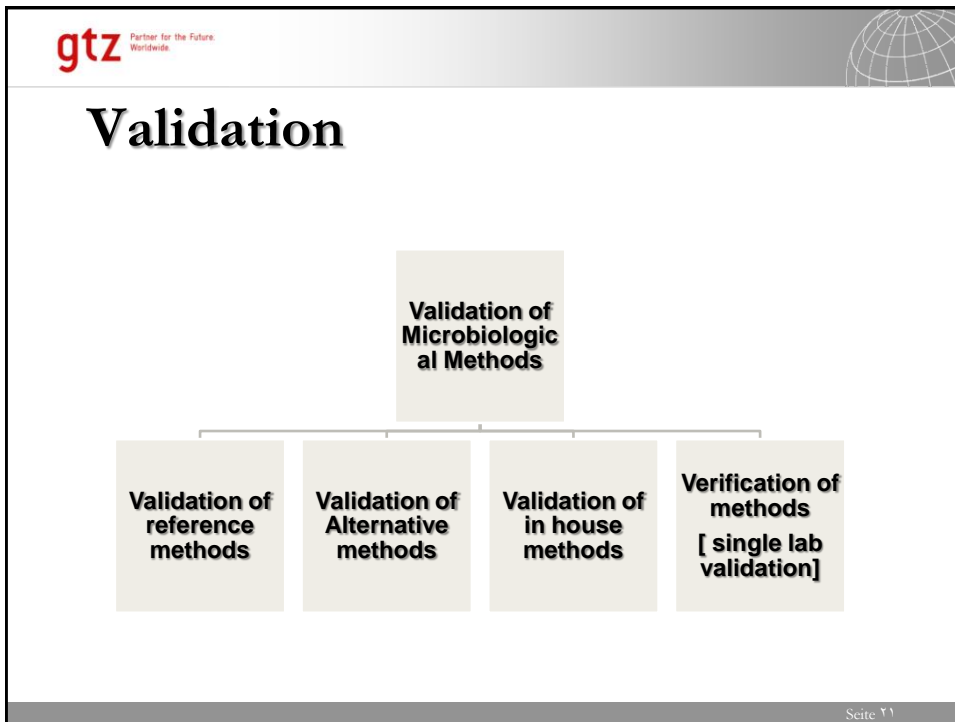 gtz Partner for the Future.
Worldwide.
Validation
Validation of
Microbiologic
al Methods
Validation of
reference
methods
Validation of
Alternative
methods
Validation of
in house
methods
Verification of
methods
[ single lab
validation]
Seite ٢١